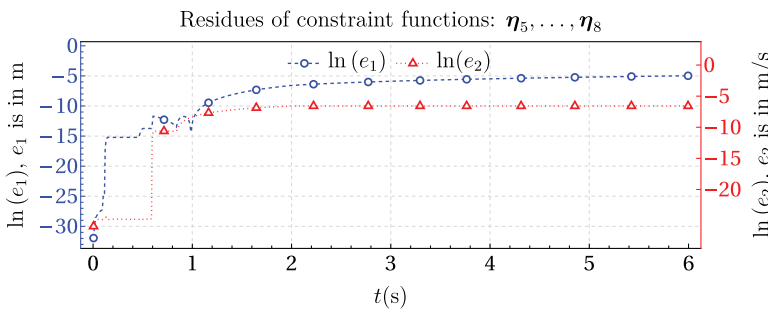 Residues of constraint functions: η₅, . . . , η₈
ln (e₁) ln(e₂)
ln (e₁), e₁ is in m
0
−5
−10
−15
−20
−25
−30
0
−5
−10
−15
−20
ln (e₂), e₂ is in m/s
0 1 2 3 4 5 6
t(s)